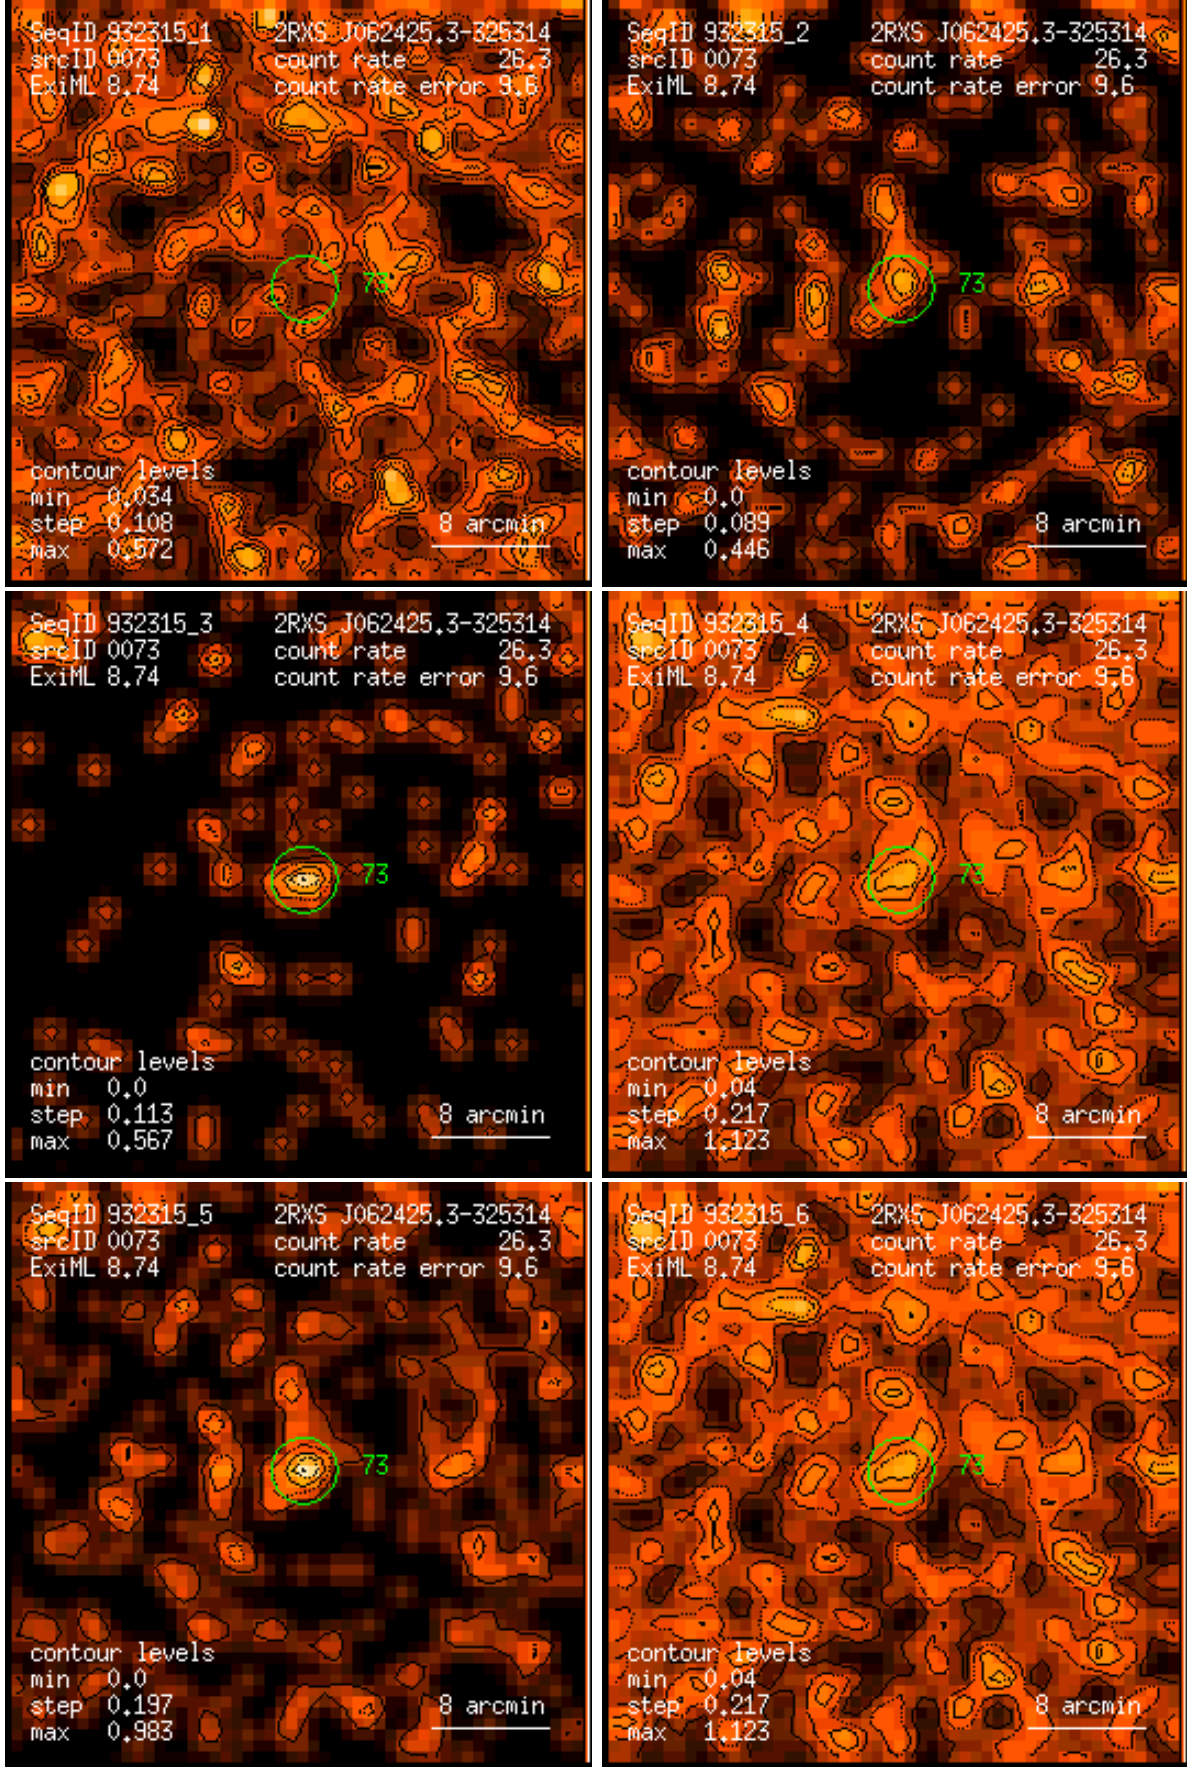 SeqID 932315_1 2RXS J062425.3-325314
srcID 0073 count rate 26.3
ExiML 8.74 count rate error 9.6
73
contour levels
min 0.034
step 0.108 8 arcmin
max 0.572
SeqID 932315_2 2RXS J062425.3-325314
srcID 0073 count rate 26.3
ExiML 8.74 count rate error 9.6
73
contour levels
min 0.0
step 0.089 8 arcmin
max 0.446
SeqID 932315_3 2RXS J062425.3-325314
srcID 0073 count rate 26.3
ExiML 8.74 count rate error 9.6
73
contour levels
min 0.0
step 0.113 8 arcmin
max 0.567
SeqID 932315_4 2RXS J062425.3-325314
srcID 0073 count rate 26.3
ExiML 8.74 count rate error 9.6
73
contour levels
min 0.04
step 0.217 8 arcmin
max 1.123
SeqID 932315_5 2RXS J062425.3-325314
srcID 0073 count rate 26.3
ExiML 8.74 count rate error 9.6
73
contour levels
min 0.0
step 0.197 8 arcmin
max 0.983
SeqID 932315_6 2RXS J062425.3-325314
srcID 0073 count rate 26.3
ExiML 8.74 count rate error 9.6
73
contour levels
min 0.04
step 0.217 8 arcmin
max 1.123